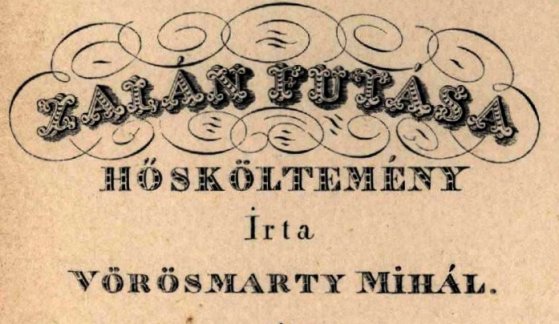 ZALÁN FUTÁSA
HŐSKÖLTEMÉNY
Írta
VÖRÖSMARTY MIHÁL.